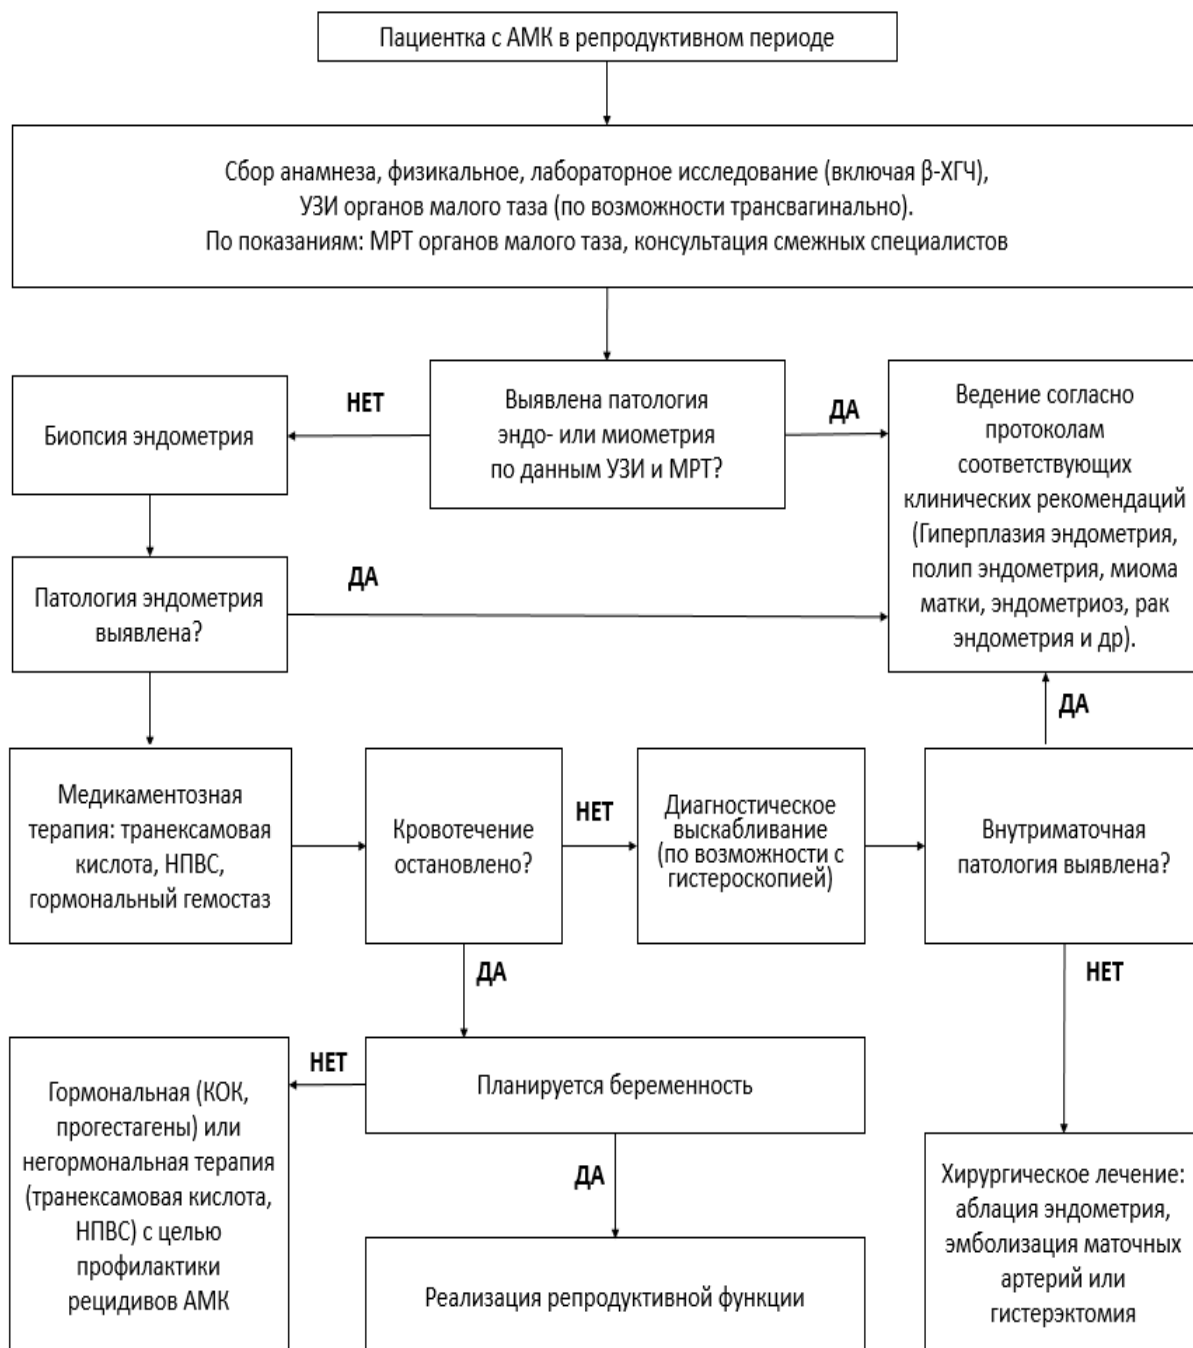 Пациентка с АМК в репродуктивном периоде
Сбор анамнеза, физикальное, лабораторное исследование (включая β-ХГЧ),
УЗИ органов малого таза (по возможности трансвагинально).
По показаниям: МРТ органов малого таза, консультация смежных специалистов
Выявлена патология
эндо- или миометрия
по данным УЗИ и МРТ?
НЕТ
ДА
Биопсия эндометрия
Ведение согласно
протоколам
соответствующих
клинических рекомендаций
(Гиперплазия эндометрия,
полип эндометрия, миома
матки, эндометриоз, рак
эндометрия и др).
Патология эндометрия
выявлена?
ДА
Медикаментозная
терапия: транексамовая
кислота, НПВС,
гормональный гемостаз
Кровотечение
остановлено?
НЕТ
Диагностическое
выскабливание
(по возможности с
гистероскопией)
Внутриматочная
патология выявлена?
ДА
НЕТ
ДА
Планируется беременность
НЕТ
Гормональная (КОК,
прогестагены) или
негормональная терапия
(транексамовая кислота,
НПВС) с целью
профилактики
рецидивов АМК
ДА
Реализация репродуктивной функции
Хирургическое лечение:
аблация эндометрия,
эмболизация маточных
артерий или
гистерэктомия